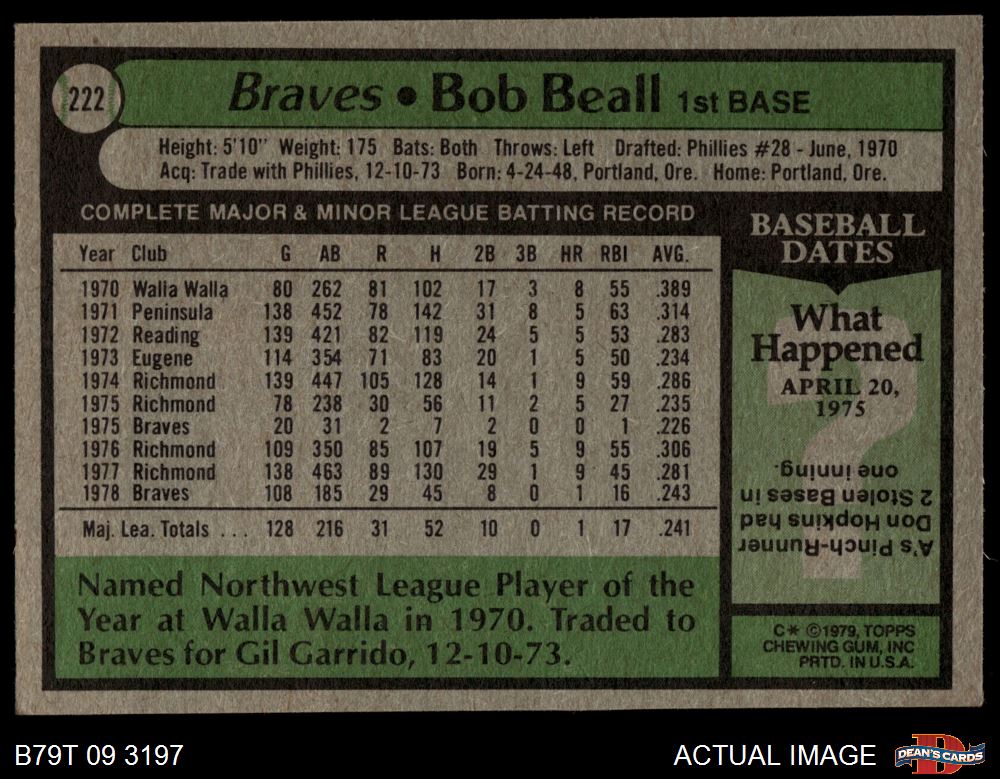 222
Braves • Bob Beall 1st BASE
Height: 5'10" Weight: 175 Bats: Both Throws: Left Drafted: Phillies #28 - June, 1970
Acq: Trade with Phillies, 12-10-73 Born: 4-24-48, Portland, Ore. Home: Portland, Ore.
COMPLETE MAJOR & MINOR LEAGUE BATTING RECORD
Year Club G AB R H 2B 3B HR RBI AVG.
1970 Walla Walla 80 262 81 102 17 3 8 55 .389
1971 Peninsula 138 452 78 142 31 8 5 63 .314
1972 Reading 139 421 82 119 24 5 5 53 .283
1973 Eugene 114 354 71 83 20 1 5 50 .234
1974 Richmond 139 447 105 128 14 1 9 59 .286
1975 Richmond 78 238 30 56 11 2 5 27 .235
1975 Braves 20 31 2 7 2 0 0 1 .226
1976 Richmond 109 350 85 107 19 5 9 55 .306
1977 Richmond 138 463 89 130 29 1 9 45 .281
1978 Braves 108 185 29 45 8 0 1 16 .243
Maj. Lea. Totals . . . 128 216 31 52 10 0 1 17 .241
Named Northwest League Player of the
Year at Walla Walla in 1970. Traded to
Braves for Gil Garrido, 12-10-73.
BASEBALL
DATES
What
Happened
APRIL 20,
1975
?
A's Pinch-Runner
Don Hopkins had
2 Stolen Bases in
one inning.
C* ©1979, TOPPS
CHEWING GUM, INC
PRTD. IN U.S.A.
B79T 09 3197
ACTUAL IMAGE
D
DEAN'S CARDS